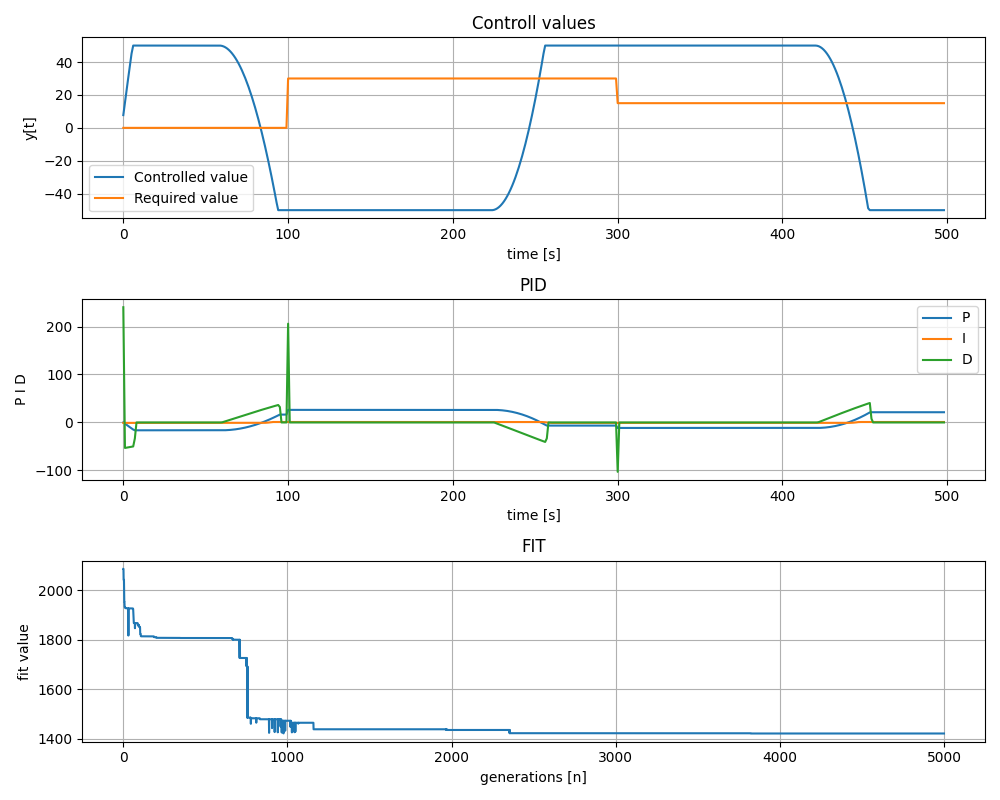 Controll values
y[t]
40
20
0
−20
−40
Controlled value
Required value
0 100 200 300 400 500
time [s]
PID
P I D
200
100
0
−100
P
I
D
0 100 200 300 400 500
time [s]
FIT
fit value
2000
1800
1600
1400
0 1000 2000 3000 4000 5000
generations [n]